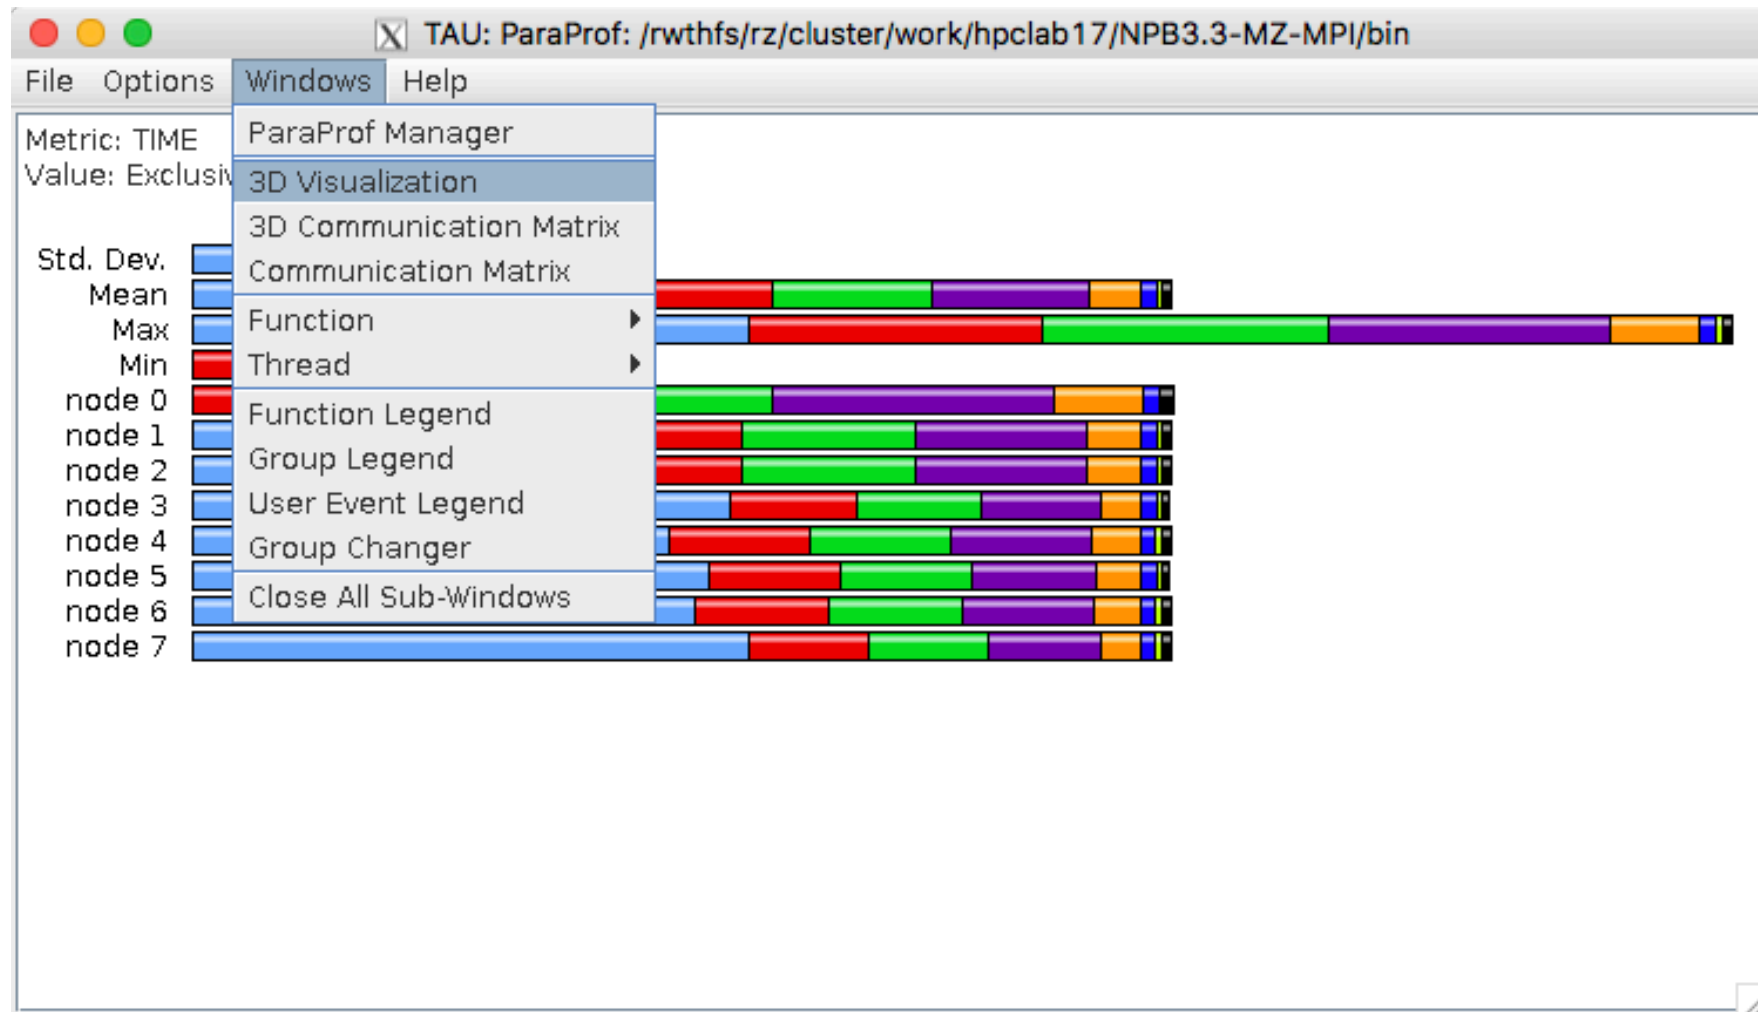 TAU: ParaProf: /rwthfs/rz/cluster/work/hpclab17/NPB3.3-MZ-MPI/bin
File Options Windows Help
Metric: TIME
Value: Exclusiv
ParaProf Manager
3D Visualization
3D Communication Matrix
Communication Matrix
Function
Thread
Function Legend
Group Legend
User Event Legend
Group Changer
Close All Sub-Windows
Std. Dev.
Mean
Max
Min
node 0
node 1
node 2
node 3
node 4
node 5
node 6
node 7